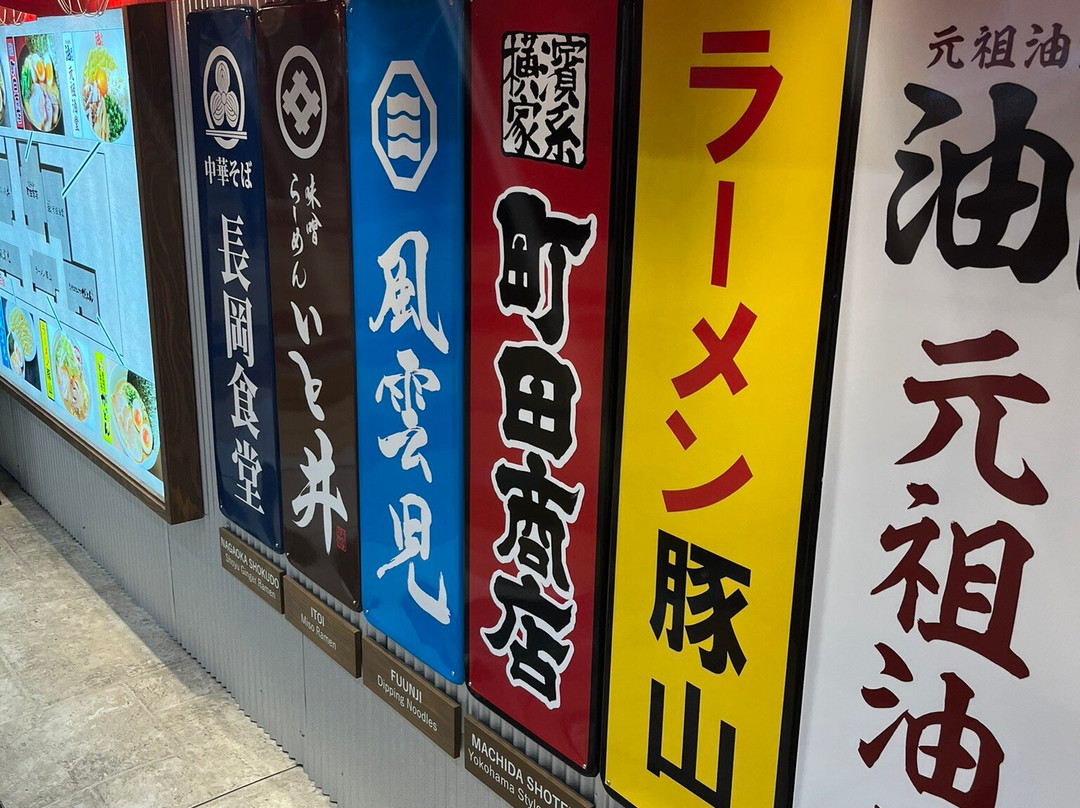 中華そば
長岡食堂
NAGAOKA SHOKUDO
Shoyu Ginger Ramen
味噌
らーめん
いと井
ITOI
Miso Ramen
風雲児
FUUNJI
Dipping Noodles
横濱家系
町田商店
MACHIDA SHOTE
Yokohama Style
ラーメン豚山
元祖油
油
元祖油